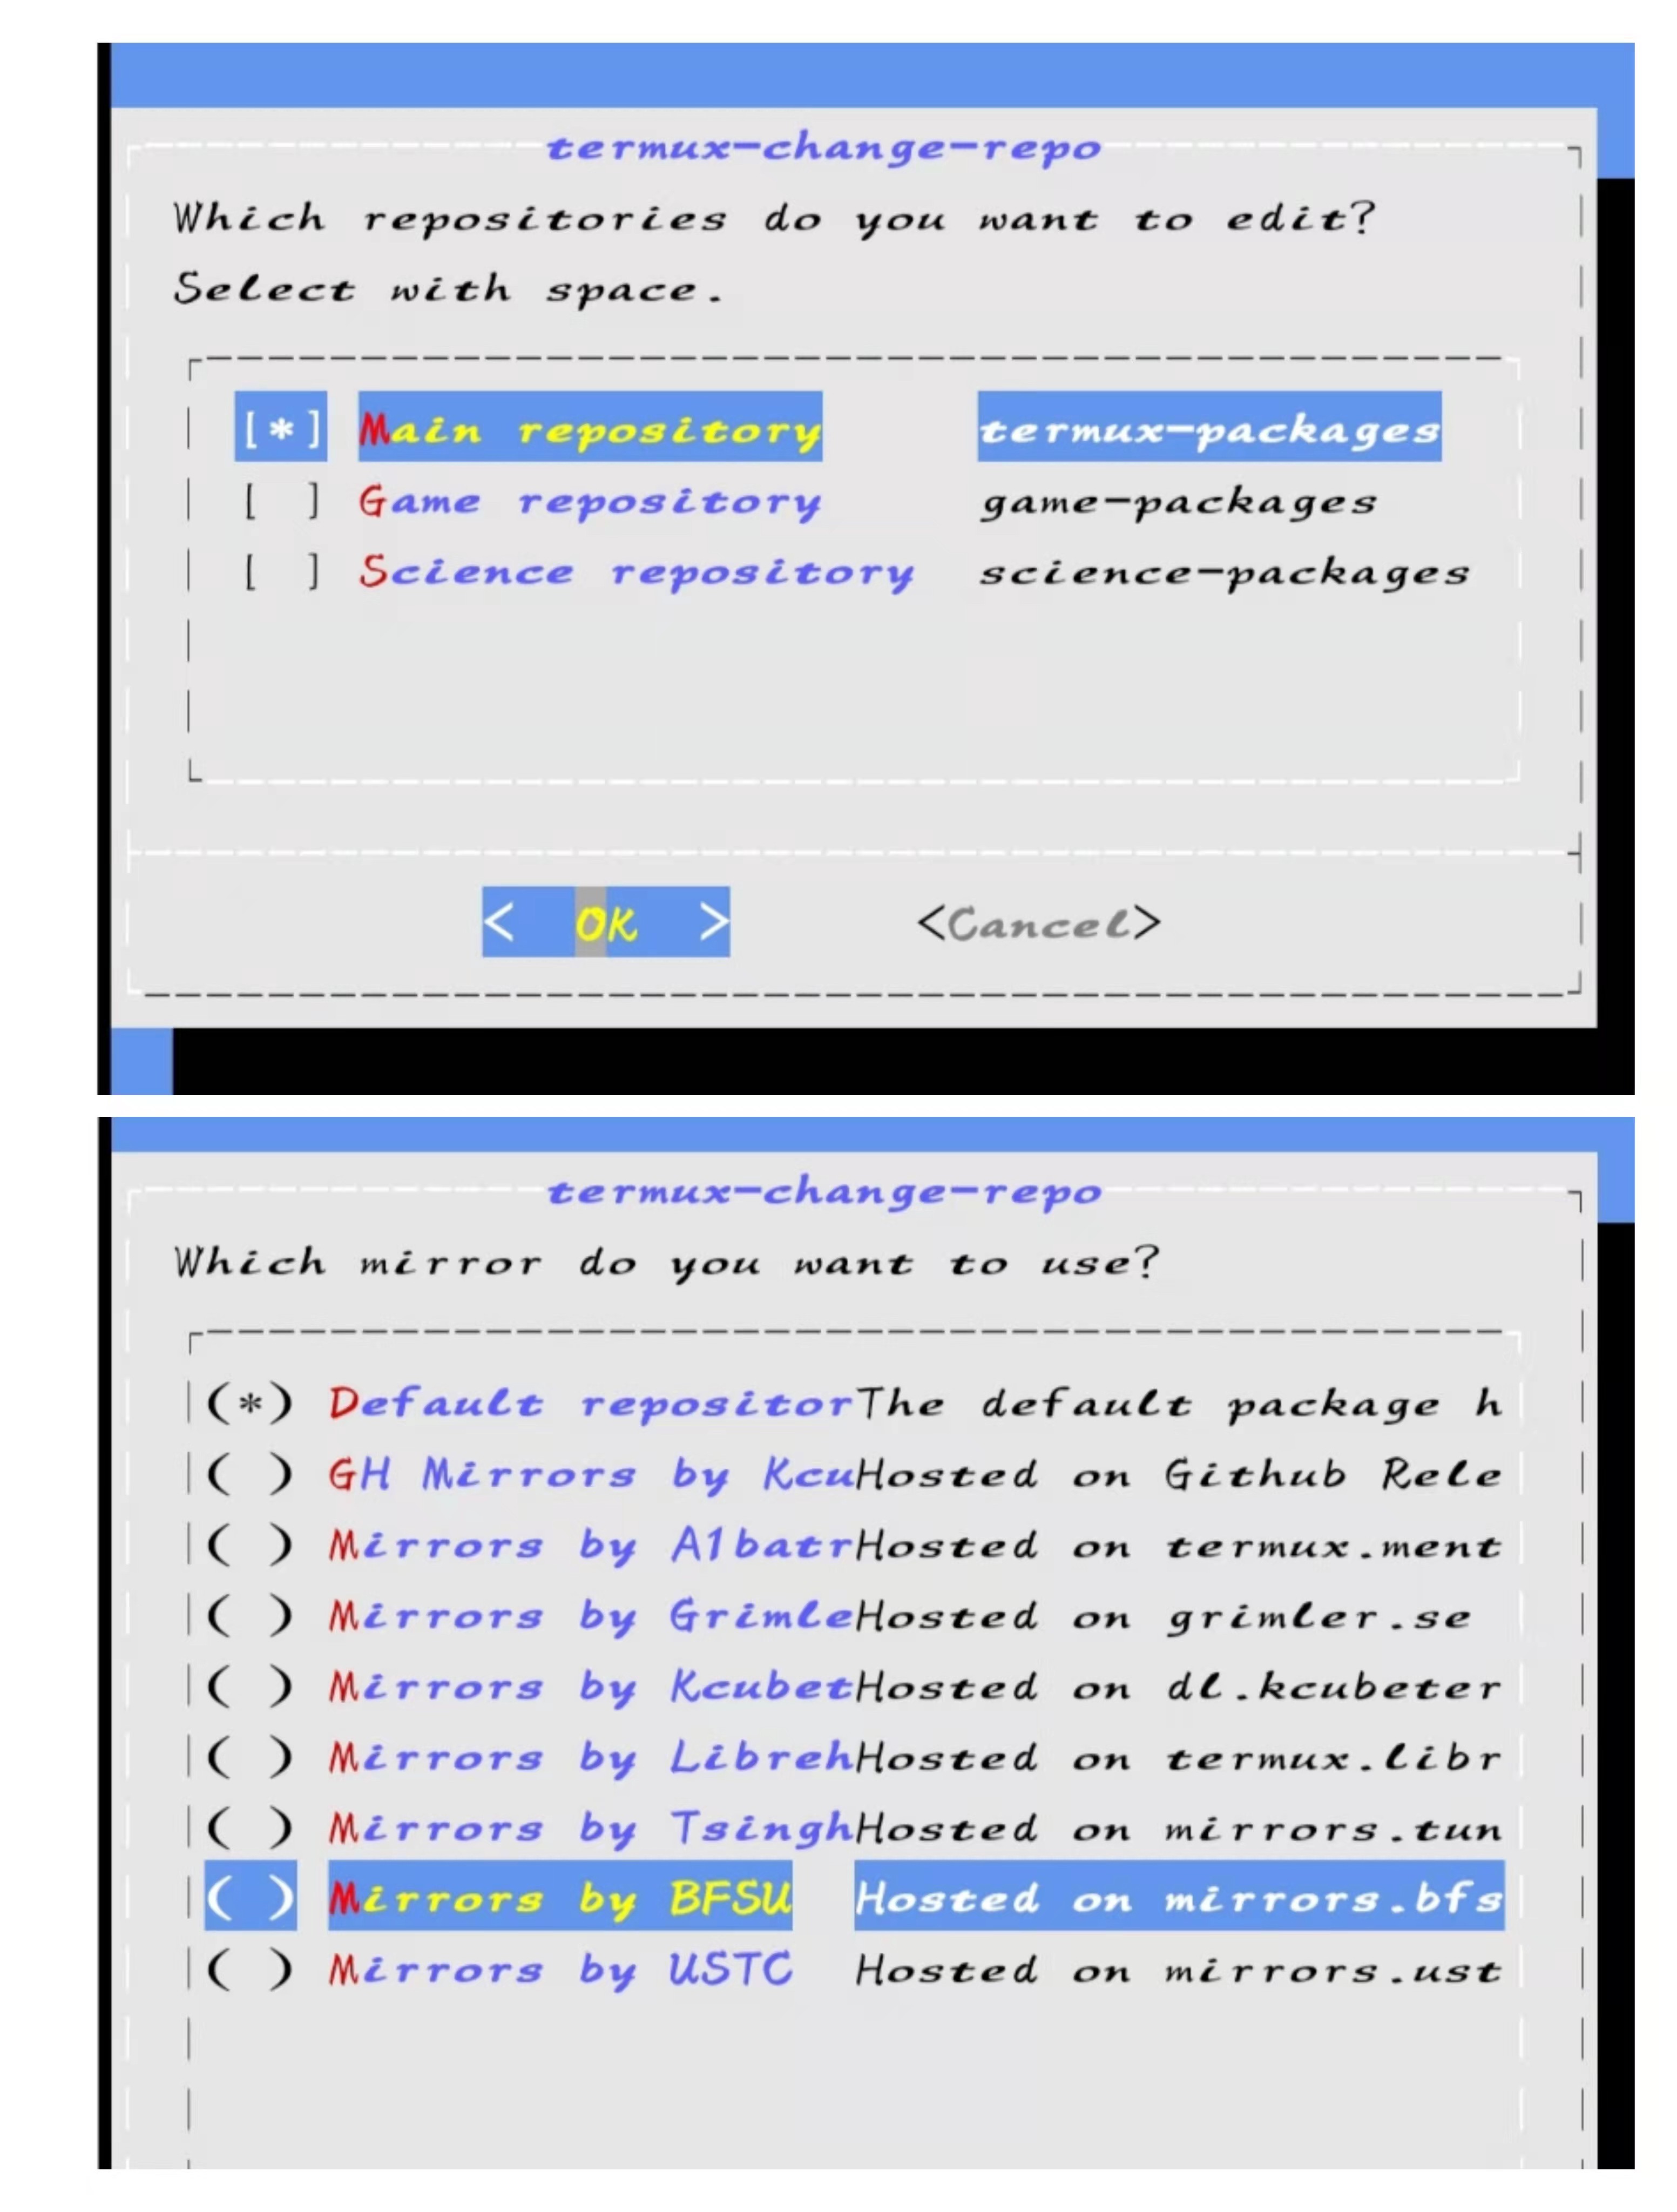 termux-change-repo
Which repositories do you want to edit?
Select with space.
[*] Main repository termux-packages
[ ] Game repository game-packages
[ ] Science repository science-packages
< OK > <Cancel>
termux-change-repo
Which mirror do you want to use?
(*) Default repositorThe default package h
( ) GH Mirrors by KcuHosted on Github Rele
( ) Mirrors by A1batrHosted on termux.ment
( ) Mirrors by GrimleHosted on grimler.se
( ) Mirrors by KcubetHosted on dl.kcubeter
( ) Mirrors by LibrehHosted on termux.libr
( ) Mirrors by TsinghHosted on mirrors.tun
( ) Mirrors by BFSU Hosted on mirrors.bfs
( ) Mirrors by USTC Hosted on mirrors.ust